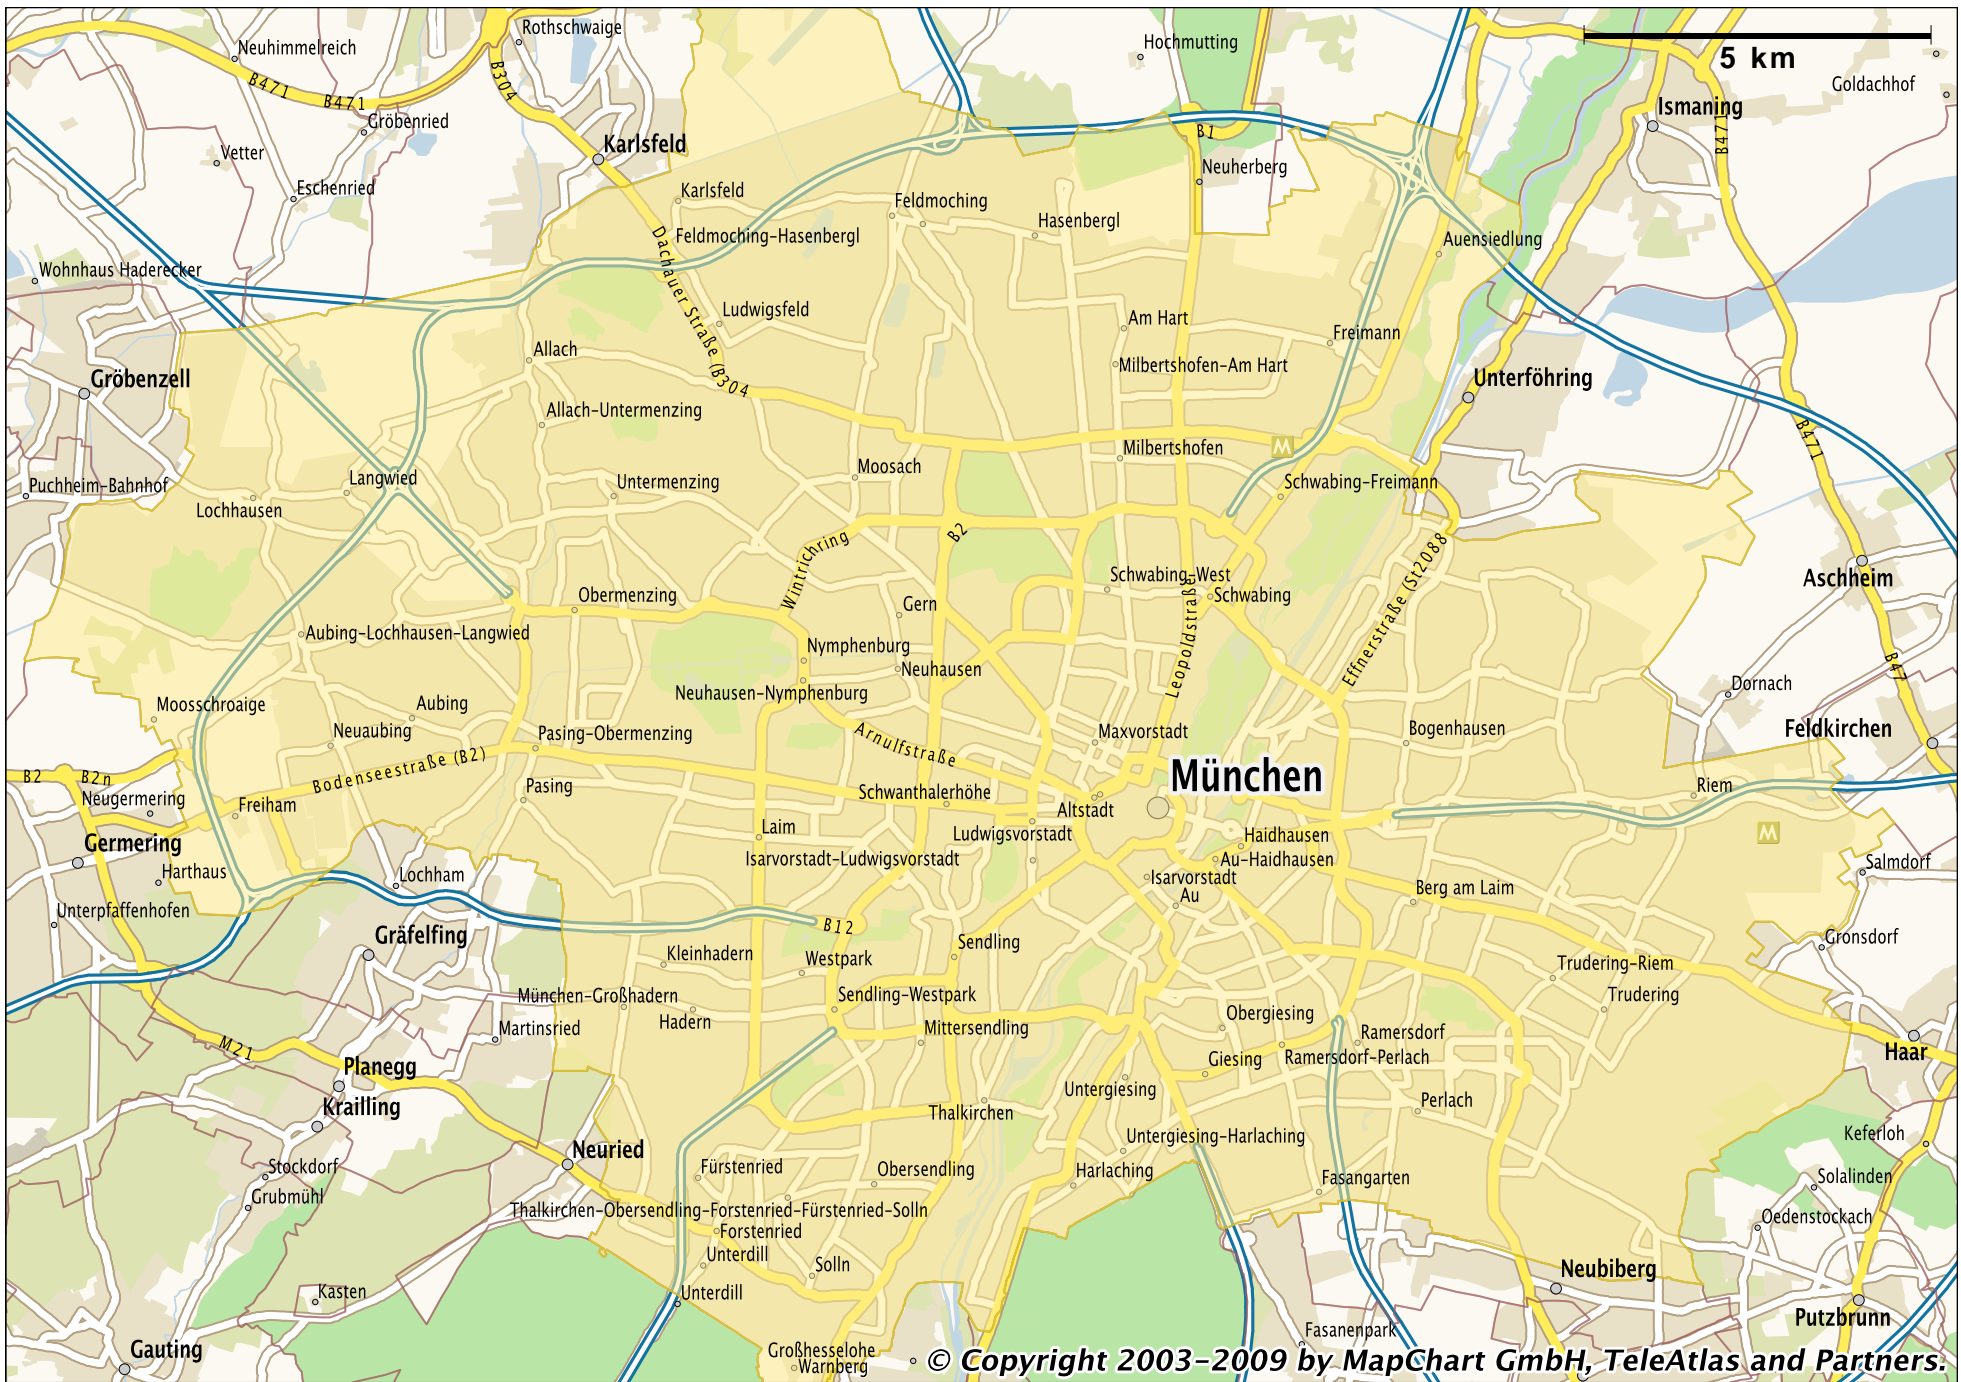 Rothschwaige
Neuhimmelreich
Hochmutting
5 km
Goldachhof
B304
B471
B471
Ismaning
B471
Gröbenried
B1
Karlsfeld
Vetter
Neuherberg
Eschenried
Karlsfeld
Feldmoching
Hasenbergl
Feldmoching-Hasenbergl
Auensiedlung
Wohnhaus Haderecker
Dachauer Straße (B304
Ludwigsfeld
Am Hart
Freimann
Allach
Milbertshofen-Am Hart
Gröbenzell
Unterföhring
Allach-Untermenzing
B471
Milbertshofen
Moosach
Langwied
Untermenzing
Schwabing-Freimann
Puchheim-Bahnhof
Lochhausen
B2
Wintrichring
Effnerstraße (St2088
Schwabing-West
Aschheim
Obermenzing
Schwabing
Gern
Leopoldstraße
Aubing-Lochhausen-Langwied
Nymphenburg
B47
Neuhausen
Dornach
Neuhausen-Nymphenburg
Moosschroaige
Aubing
Neuaubing
Pasing-Obermenzing
Arnulfstraße
Maxvorstadt
Bogenhausen
Feldkirchen
Bodenseestraße (B2)
B2
B2n
München
Pasing
Riem
Neugermering
Freiham
Schwanthalerhöhe
Altstadt
Laim
Ludwigsvorstadt
Haidhausen
Germering
Isarvorstadt-Ludwigsvorstadt
Au-Haidhausen
Salmdorf
Harthaus
Lochham
Isarvorstadt
Berg am Laim
Au
Unterpfaffenhofen
B12
Gräfelfing
Sendling
Gronsdorf
Kleinhadern
Westpark
Trudering-Riem
München-Großhadern
Sendling-Westpark
Trudering
Hadern
Obergiesing
Martinsried
Mittersendling
Ramersdorf
M21
Haar
Giesing
Ramersdorf-Perlach
Planegg
Untergiesing
Krailling
Thalkirchen
Perlach
Keferloh
Untergiesing-Harlaching
Neuried
Stockdorf
Fürstenried
Obersendling
Harlaching
Fasangarten
Solalinden
Grubmühl
Thalkirchen-Obersendling-Forstenried-Fürstenried-Solln
Oedenstockach
Forstenried
Unterdill
Solln
Neubiberg
Kasten
Unterdill
Putzbrunn
Fasanenpark
Gauting
Großhesselohe
Warnberg
© Copyright 2003-2009 by MapChart GmbH, TeleAtlas and Partners.